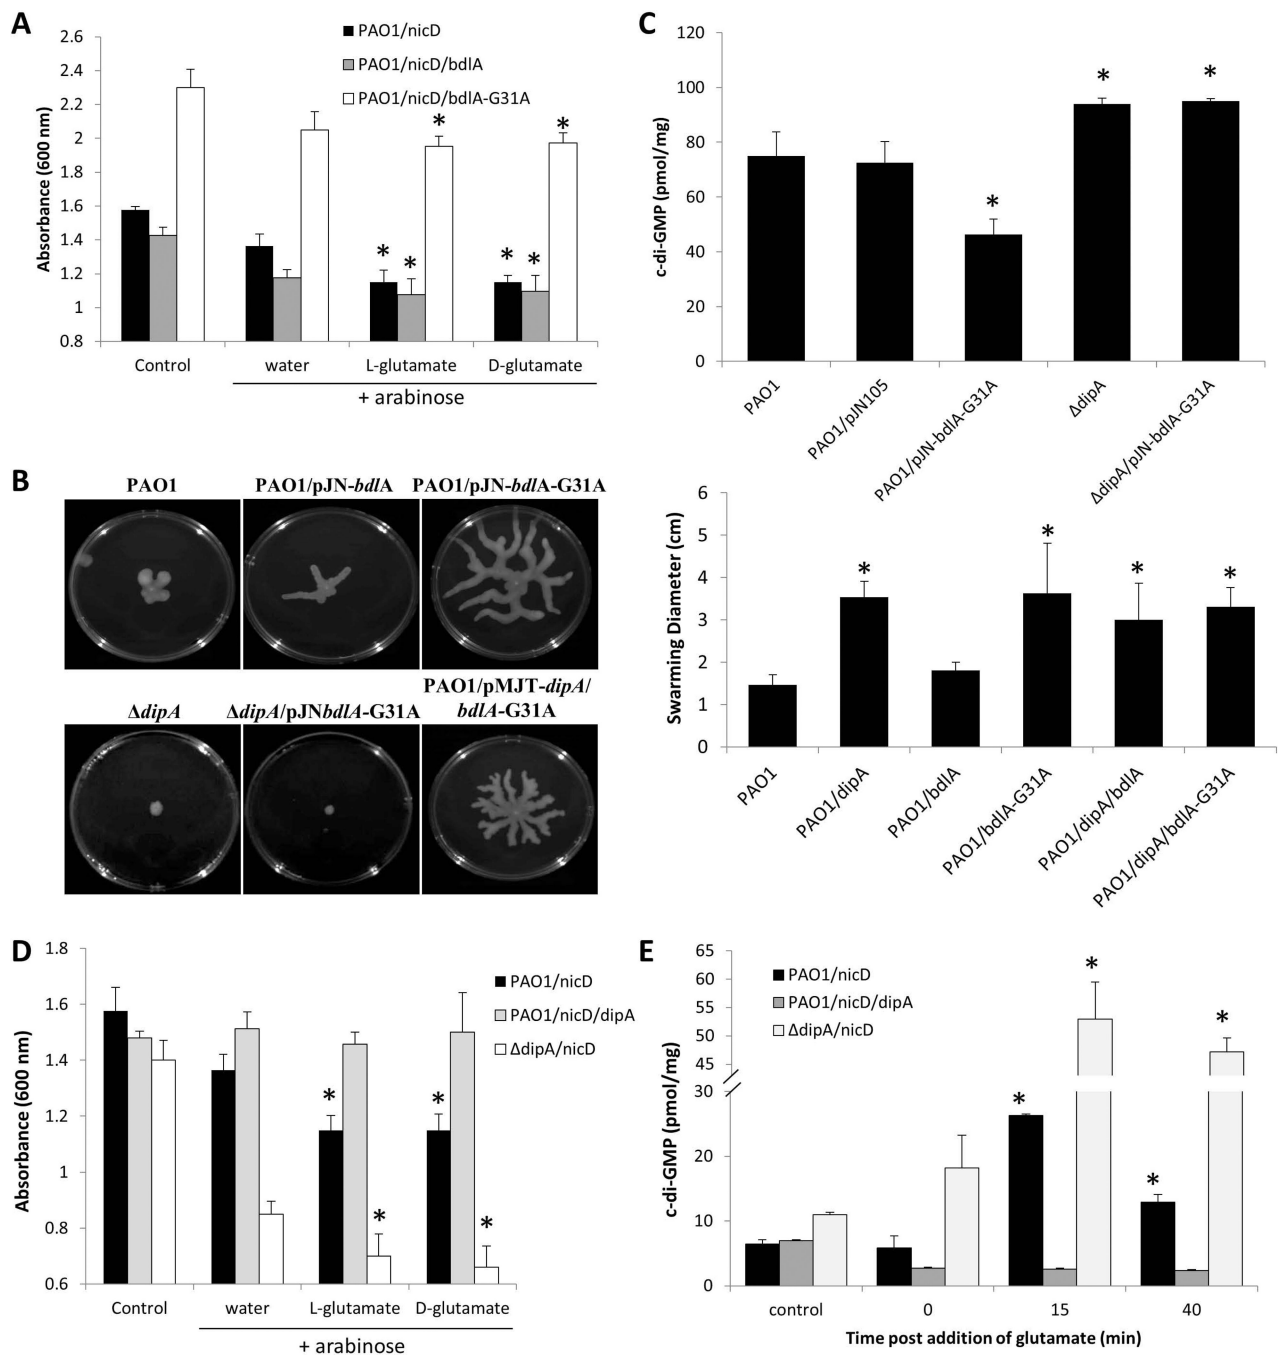 A
Absorbance (600 nm)
2.6
2.4
2.2
2
1.8
1.6
1.4
1.2
1
0.8
PAO1/nicD
PAO1/nicD/bdlA
PAO1/nicD/bdlA-G31A
* * *
* * *
Control water L-glutamate D-glutamate
+ arabinose
C
c-di-GMP (pmol/mg)
120
100
80
60
40
20
0
* * *
PAO1
PAO1/pJN105
PAO1/pJN-bdlA-G31A
ΔdipA
ΔdipA/pJN-bdlA-G31A
B
PAO1 PAO1/pJN-bdlA PAO1/pJN-bdlA-G31A
ΔdipA ΔdipA/pJNbdlA-G31A PAO1/pMJT-dipA/
bdlA-G31A
Swarming Diameter (cm)
6
5
4
3
2
1
0
* * * *
PAO1
PAO1/dipA
PAO1/bdlA
PAO1/bdlA-G31A
PAO1/dipA/bdlA
PAO1/dipA/bdlA-G31A
D
Absorbance (600 nm)
1.8
1.6
1.4
1.2
1
0.8
0.6
PAO1/nicD
PAO1/nicD/dipA
ΔdipA/nicD
* *
* *
Control water L-glutamate D-glutamate
+ arabinose
E
c-di-GMP (pmol/mg)
65
60
55
50
45
30
20
10
0
PAO1/nicD
PAO1/nicD/dipA
ΔdipA/nicD
* *
* *
control 0 15 40
Time post addition of glutamate (min)